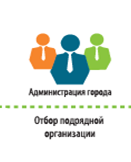 Администрация города
Отбор подрядной
организации